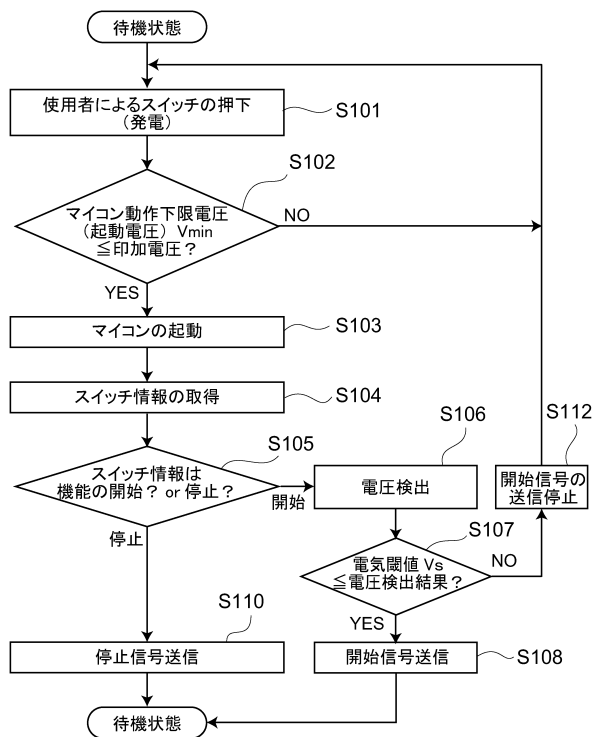 待機状態
使用者によるスイッチの押下
（発電）
S101
S102
マイコン動作下限電圧
（起動電圧）Vmin
≦印加電圧？
NO
YES
マイコンの起動
S103
スイッチ情報の取得
S104
S105
スイッチ情報は
機能の開始？ or 停止？
開始
停止
S106
電圧検出
S112
開始信号の
送信停止
S107
電気閾値 Vs
≦電圧検出結果？
NO
YES
S110
停止信号送信
開始信号送信
S108
待機状態